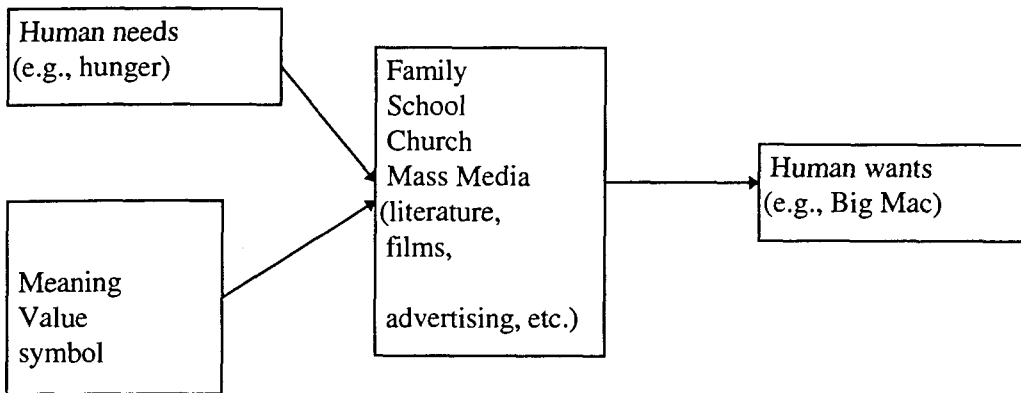 Human needs
(e.g., hunger)
Meaning
Value
symbol
Family
School
Church
Mass Media
(literature,
films,
advertising, etc.)
Human wants
(e.g., Big Mac)